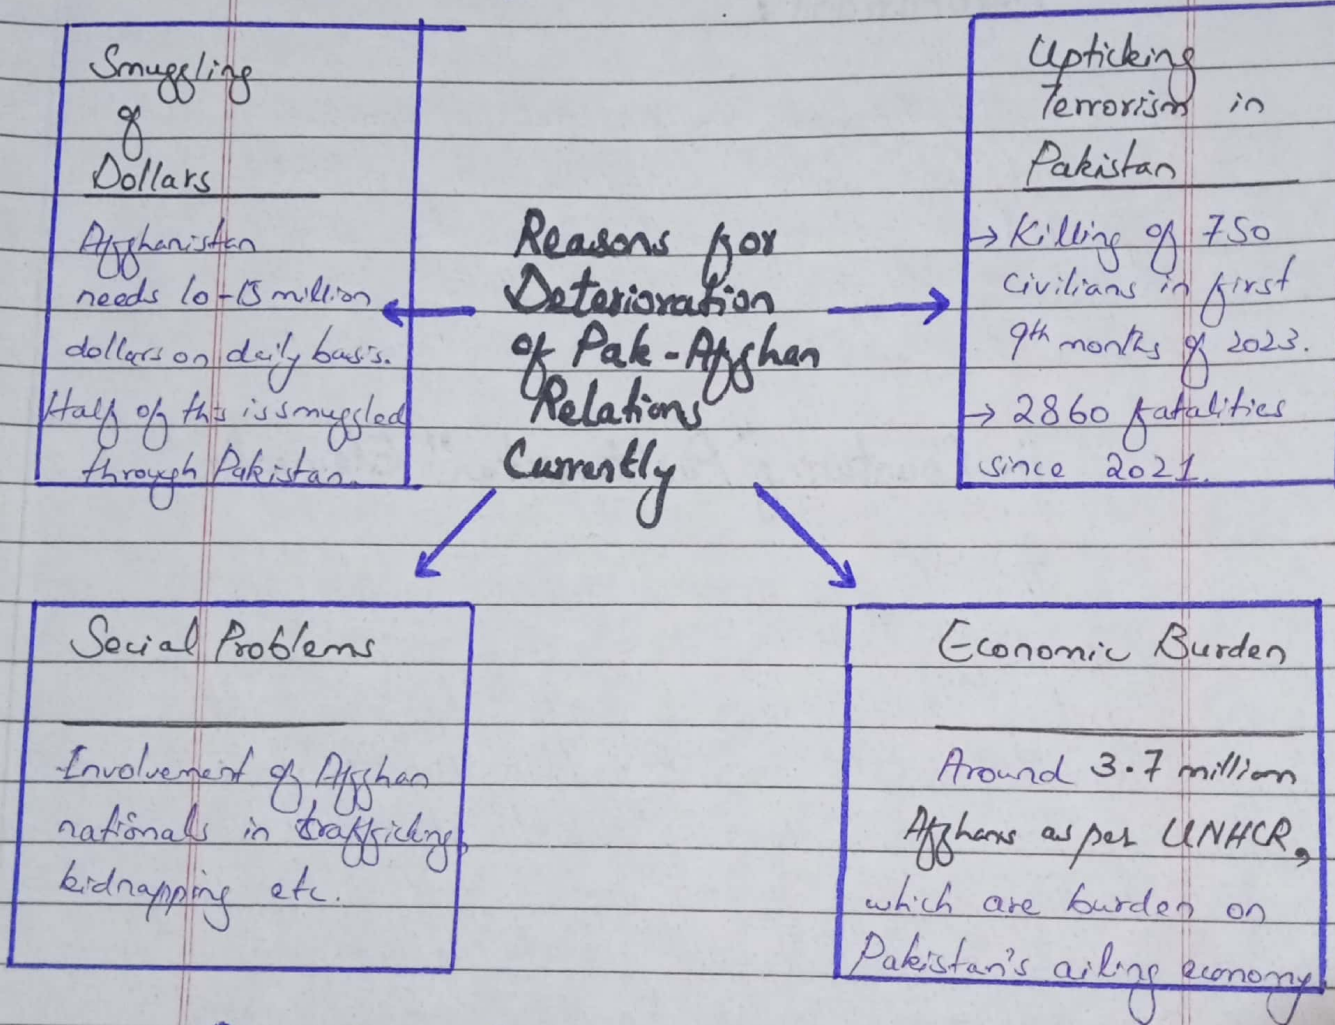 Smuggling
of
Dollars
Afghanistan
needs 10-15 million
dollars on daily basis.
Half of this is smuggled
through Pakistan.
Reasons for
Deterioration
of Pak-Afghan
Relations
Currently
Upticking
Terrorism in
Pakistan
→ Killing of 750
civilians in first
9th months of 2023.
→ 2860 fatalities
since 2021.
Social Problems
Involvement of Afghan
nationals in trafficking,
kidnapping etc.
Economic Burden
Around 3.7 million
Afghans as per UNHCR,
which are burden on
Pakistan's ailing economy